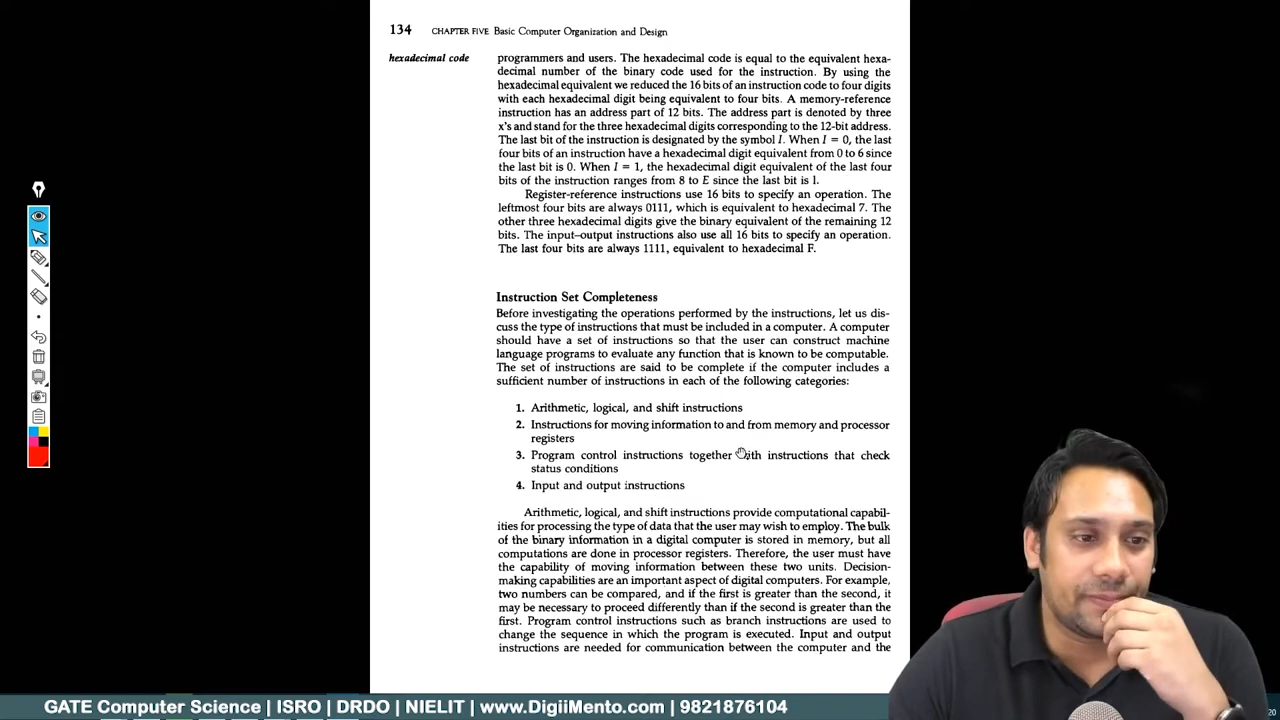 134 CHAPTER FIVE Basic Computer Organization and Design
hexadecimal code
programmers and users. The hexadecimal code is equal to the equivalent hexa-
decimal number of the binary code used for the instruction. By using the
hexadecimal equivalent we reduced the 16 bits of an instruction code to four digits
with each hexadecimal digit being equivalent to four bits. A memory-reference
instruction has an address part of 12 bits. The address part is denoted by three
x's and stand for the three hexadecimal digits corresponding to the 12-bit address.
The last bit of the instruction is designated by the symbol I. When I = 0, the last
four bits of an instruction have a hexadecimal digit equivalent from 0 to 6 since
the last bit is 0. When I = 1, the hexadecimal digit equivalent of the last four
bits of the instruction ranges from 8 to E since the last bit is 1.
Register-reference instructions use 16 bits to specify an operation. The
leftmost four bits are always 0111, which is equivalent to hexadecimal 7. The
other three hexadecimal digits give the binary equivalent of the remaining 12
bits. The input–output instructions also use all 16 bits to specify an operation.
The last four bits are always 1111, equivalent to hexadecimal F.
Instruction Set Completeness
Before investigating the operations performed by the instructions, let us dis-
cuss the type of instructions that must be included in a computer. A computer
should have a set of instructions so that the user can construct machine
language programs to evaluate any function that is known to be computable.
The set of instructions are said to be complete if the computer includes a
sufficient number of instructions in each of the following categories:
1. Arithmetic, logical, and shift instructions
2. Instructions for moving information to and from memory and processor
registers
3. Program control instructions together with instructions that check
status conditions
4. Input and output instructions
Arithmetic, logical, and shift instructions provide computational capabil-
ities for processing the type of data that the user may wish to employ. The bulk
of the binary information in a digital computer is stored in memory, but all
computations are done in processor registers. Therefore, the user must have
the capability of moving information between these two units. Decision-
making capabilities are an important aspect of digital computers. For example,
two numbers can be compared, and if the first is greater than the second, it
may be necessary to proceed differently than if the second is greater than the
first. Program control instructions such as branch instructions are used to
change the sequence in which the program is executed. Input and output
instructions are needed for communication between the computer and the
GATE Computer Science | ISRO | DRDO | NIELIT | www.DigiiMento.com | 9821876104
20